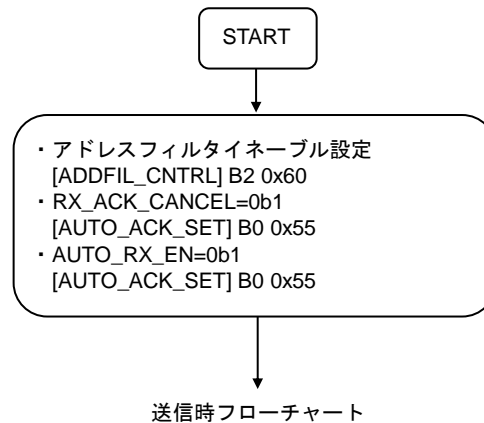 START
・アドレスフィルタイネーブル設定
[ADDFIL_CNTRL] B2 0x60
・RX_ACK_CANCEL=0b1
[AUTO_ACK_SET] B0 0x55
・AUTO_RX_EN=0b1
[AUTO_ACK_SET] B0 0x55
送信時フローチャート